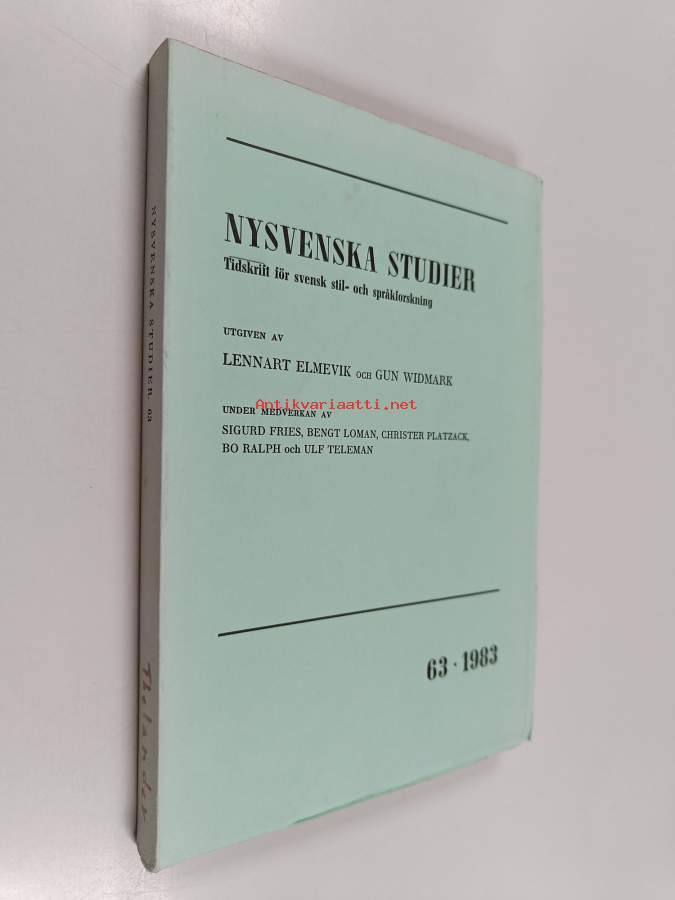 NYSVENSKA STUDIER
Tidskrift för svensk stil- och språkforskning
UTGIVEN AV
LENNART ELMEVIK OCH GUN WIDMARK
Antikvariaatti.net
UNDER MEDVERKAN AV
SIGURD FRIES, BENGT LOMAN, CHRISTER PLATZACK,
BO RALPH och ULF TELEMAN
63 · 1983
NYSVENSKA STUDIER. 63
Thelander